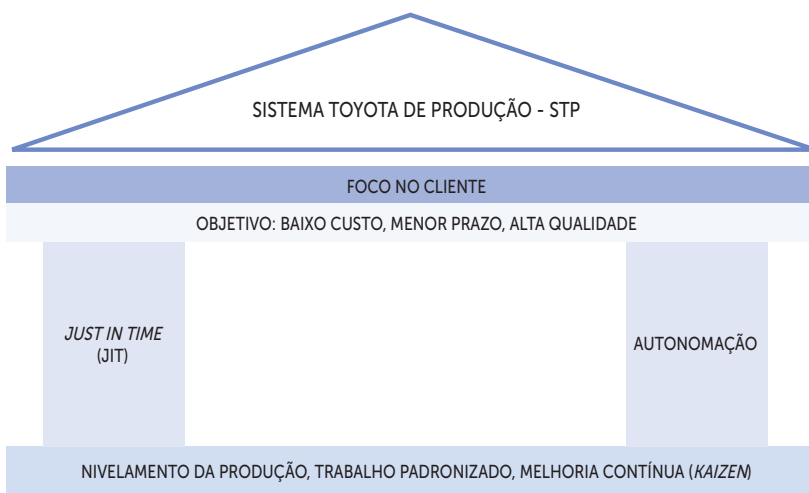 SISTEMA TOYOTA DE PRODUÇÃO - STP
FOCO NO CLIENTE
OBJETIVO: BAIXO CUSTO, MENOR PRAZO, ALTA QUALIDADE
JUST IN TIME
(JIT)
AUTONOMAÇÃO
NIVELAMENTO DA PRODUÇÃO, TRABALHO PADRONIZADO, MELHORIA CONTÍNUA (KAIZEN)